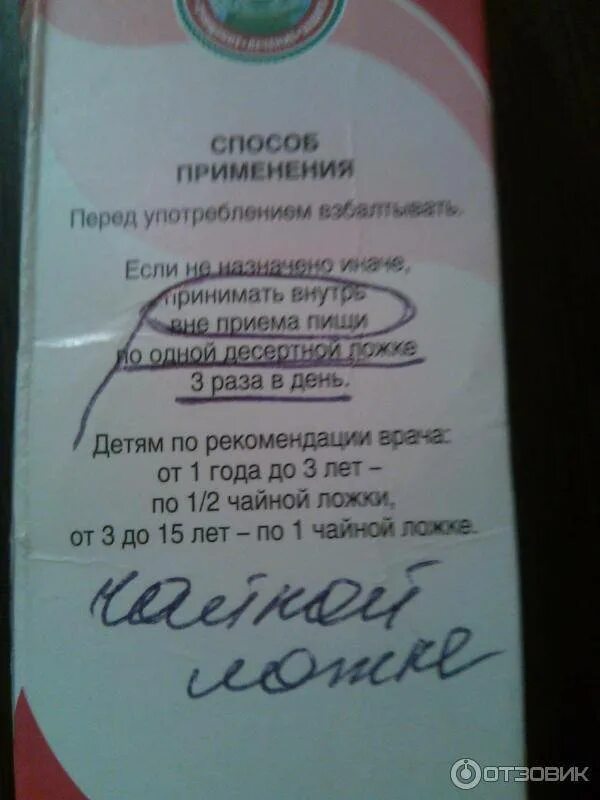 СПОСОБ
ПРИМЕНЕНИЯ
Перед употреблением взбалтывать.
Если не назначено иначе,
принимать внутрь
вне приема пищи
по одной десертной ложке
3 раза в день.
Детям по рекомендации врача:
от 1 года до 3 лет –
по 1/2 чайной ложки,
от 3 до 15 лет – по 1 чайной ложке.
чайной
ложке
ОТЗОВИК